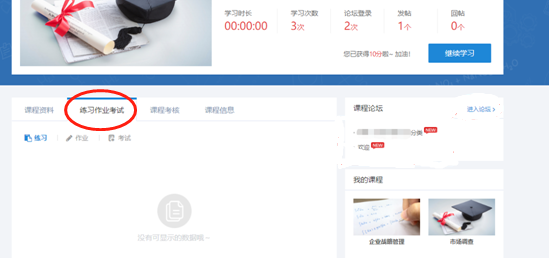 学习时长 学习次数 论坛登录 发帖 回帖
00:00:00 3次 2次 1个 0个
您已获得10分啦~ 加油! 继续学习
课程资料 练习作业考试 课程考核 课程信息
练习 作业 考试
没有可显示的数据哦~
课程论坛 进入论坛 >
分类 NEW
欢迎 NEW
我的课程
企业战略管理 市场调查